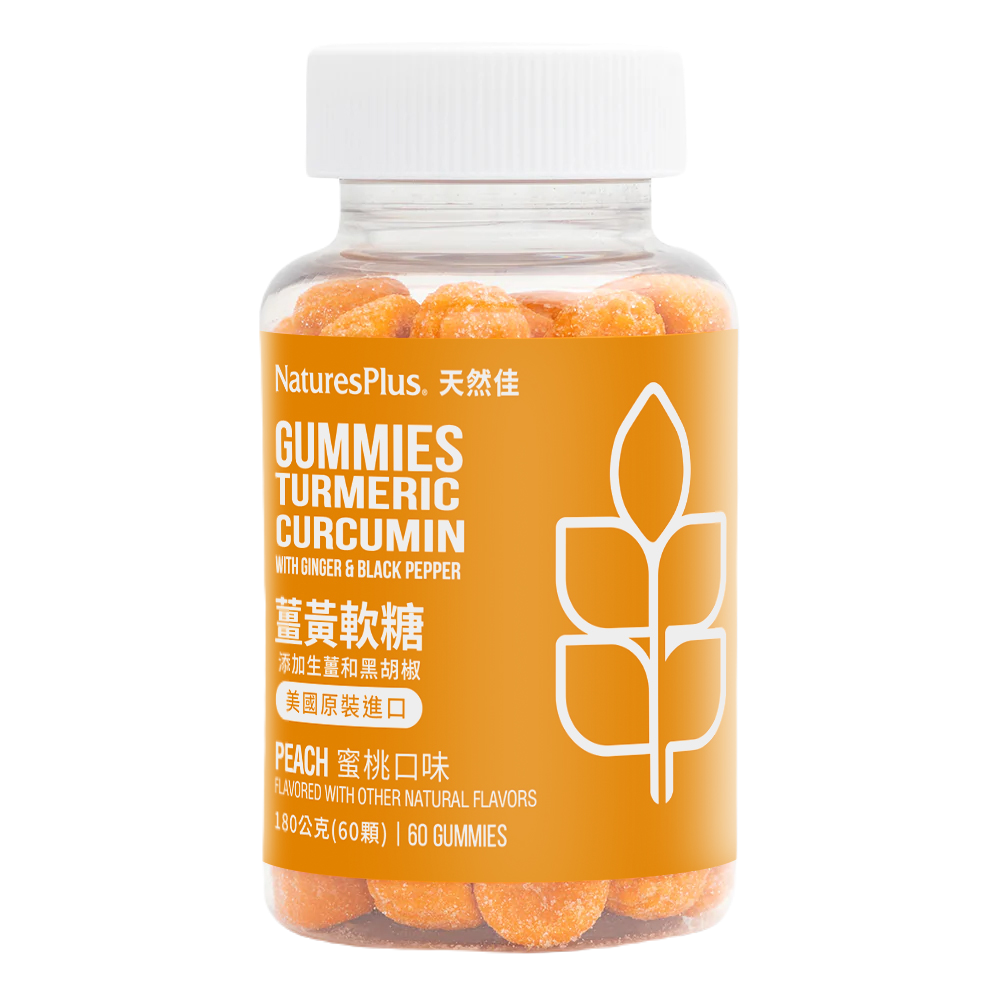 NaturesPlus® 天然佳
GUMMIES
TURMERIC
CURCUMIN
WITH GINGER & BLACK PEPPER
薑黃軟糖
添加生薑和黑胡椒
美國原裝進口
PEACH 蜜桃口味
FLAVORED WITH OTHER NATURAL FLAVORS
180公克(60顆) | 60 GUMMIES